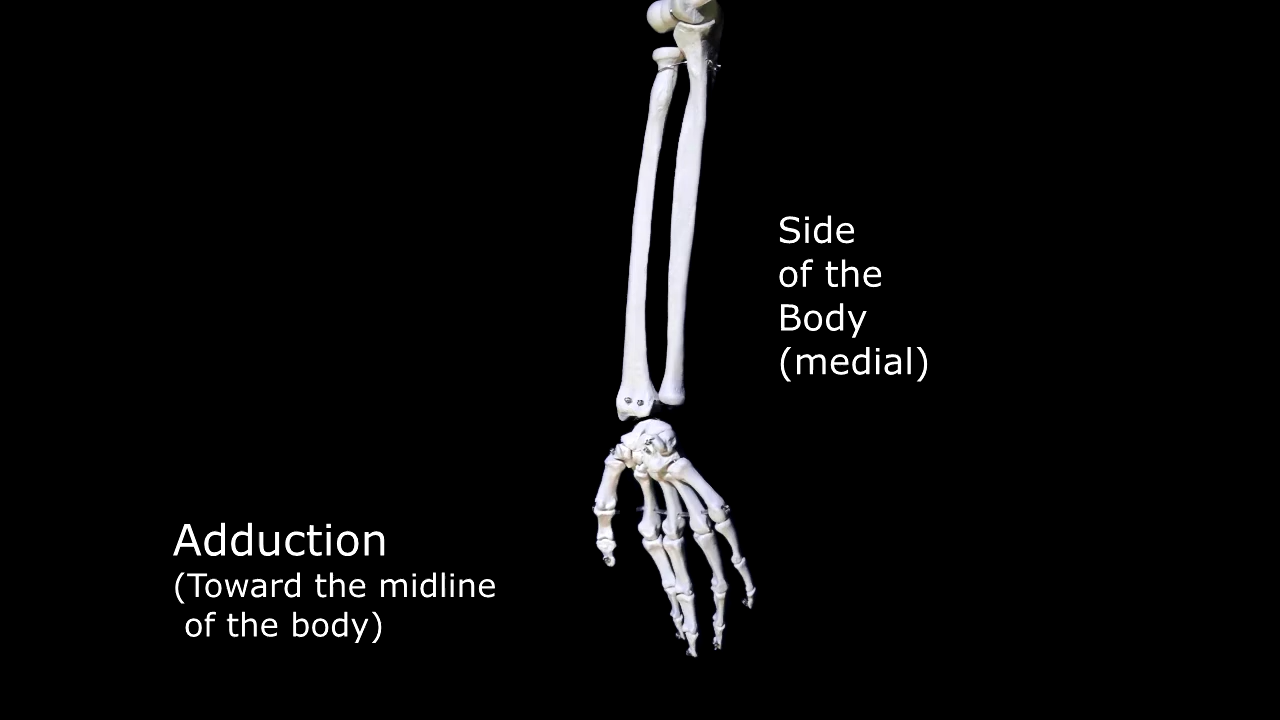 Side
of the
Body
(medial)
Adduction
(Toward the midline
of the body)